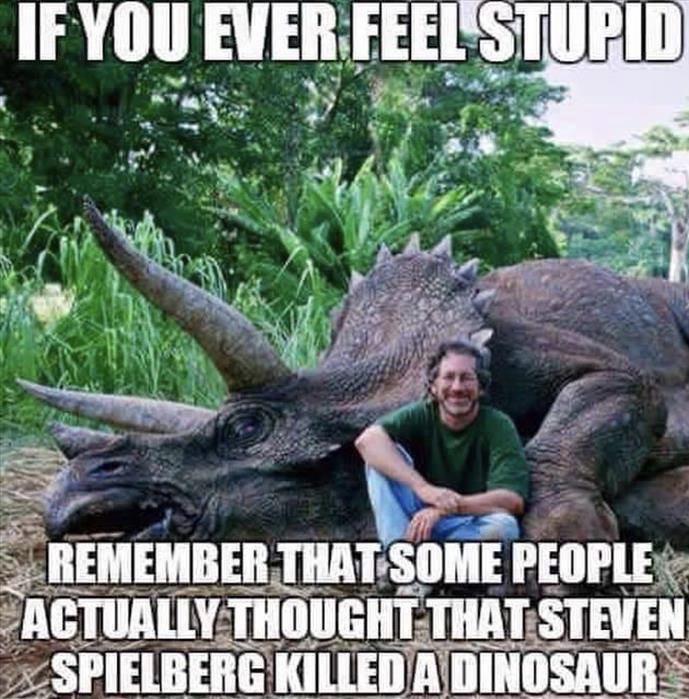 IF YOU EVER FEEL STUPID
REMEMBER THAT SOME PEOPLE
ACTUALLY THOUGHT THAT STEVEN
SPIELBERG KILLED A DINOSAUR